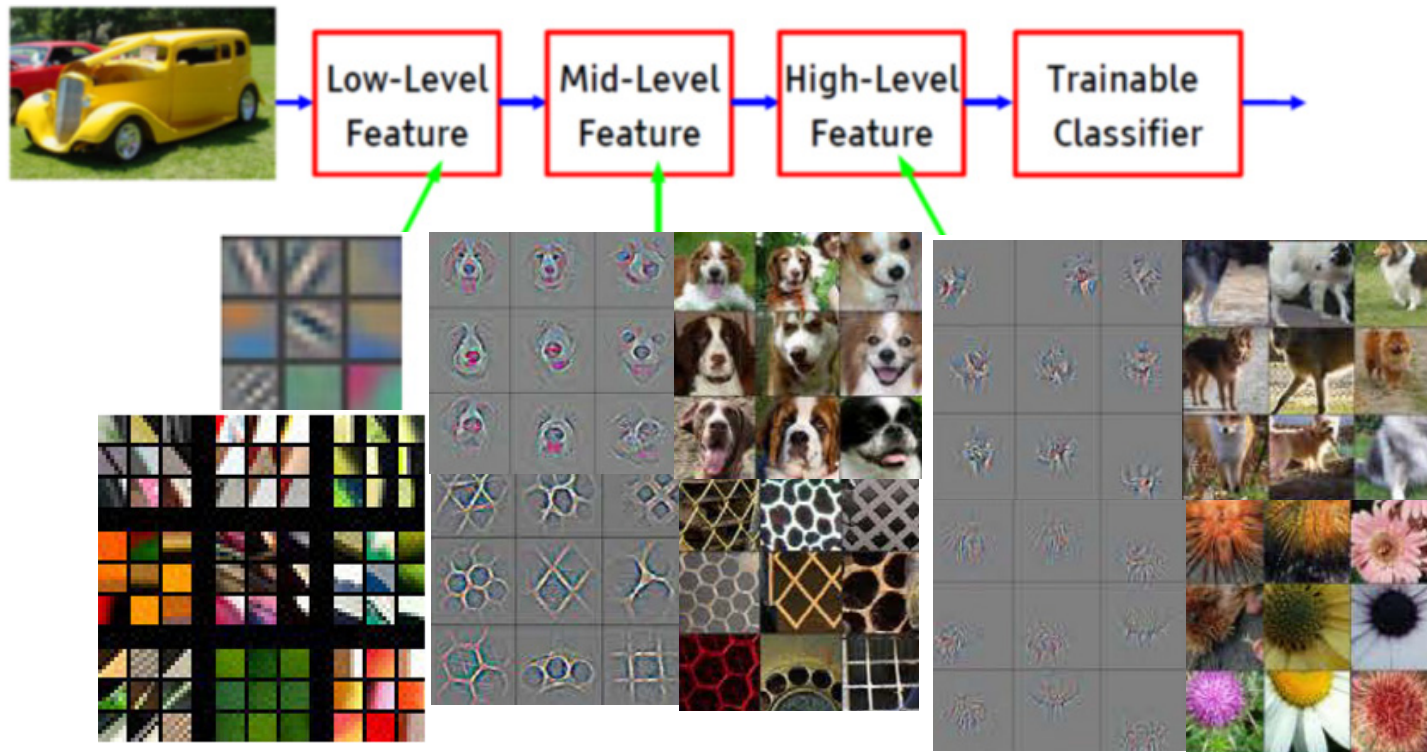 Low-Level
Feature
Mid-Level
Feature
High-Level
Feature
Trainable
Classifier